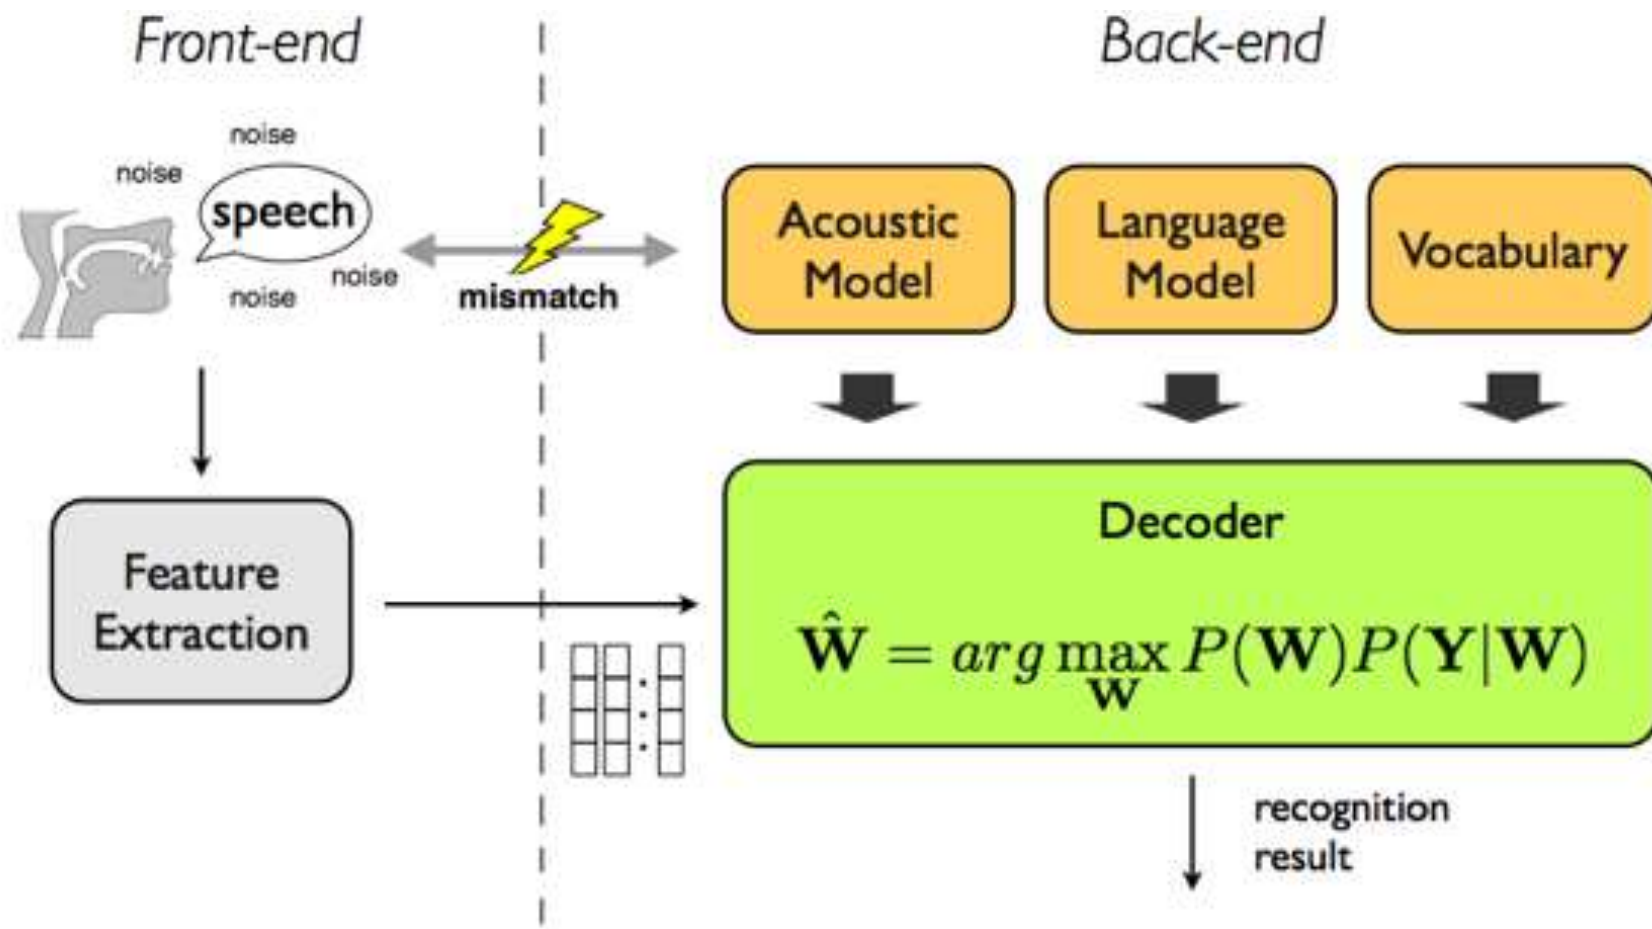 Front-end
Back-end
noise
noise
speech
noise
noise
mismatch
Acoustic
Model
Language
Model
Vocabulary
Feature
Extraction
Decoder
Ŵ = arg max P(W)P(Y|W)
W
recognition
result